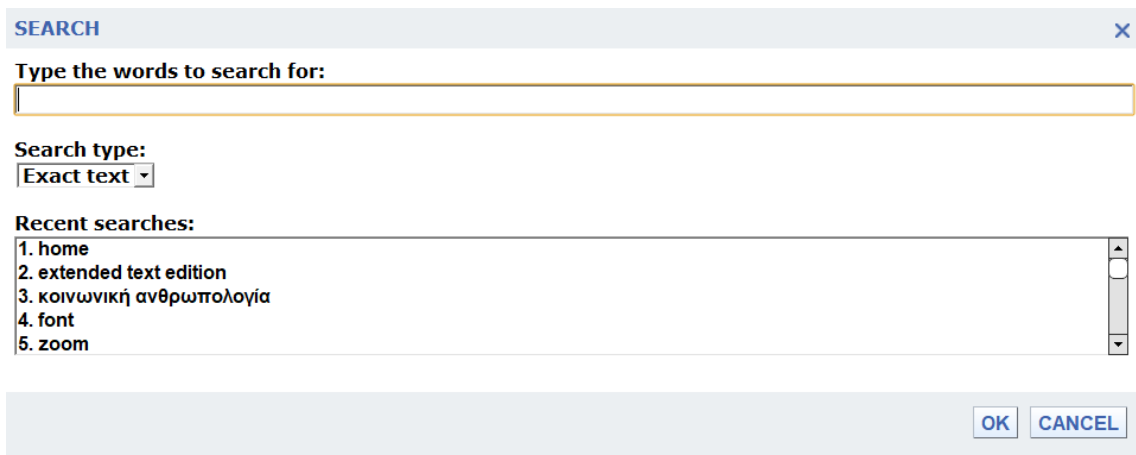 SEARCH
Type the words to search for:
Search type:
Exact text
Recent searches:
1. home
2. extended text edition
3. κοινωνική ανθρωπολογία
4. font
5. zoom
OK CANCEL